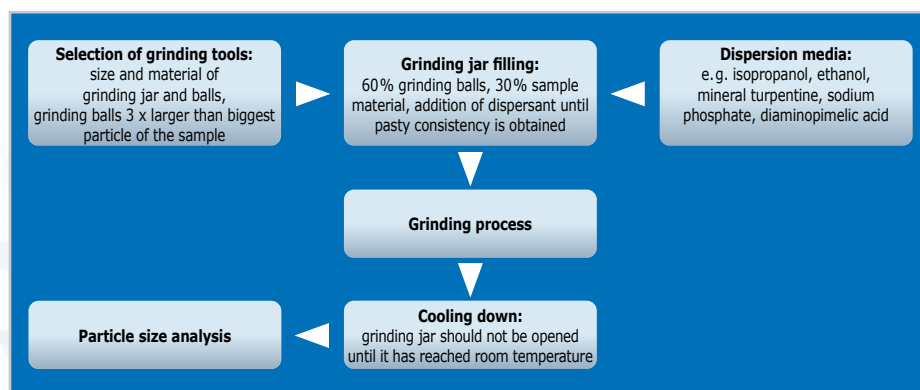 Selection of grinding tools:
size and material of
grinding jar and balls,
grinding balls 3 x larger than biggest
particle of the sample
Grinding jar filling:
60% grinding balls, 30% sample
material, addition of dispersant until
pasty consistency is obtained
Dispersion media:
e.g. isopropanol, ethanol,
mineral turpentine, sodium
phosphate, diaminopimelic acid
Grinding process
Cooling down:
grinding jar should not be opened
until it has reached room temperature
Particle size analysis